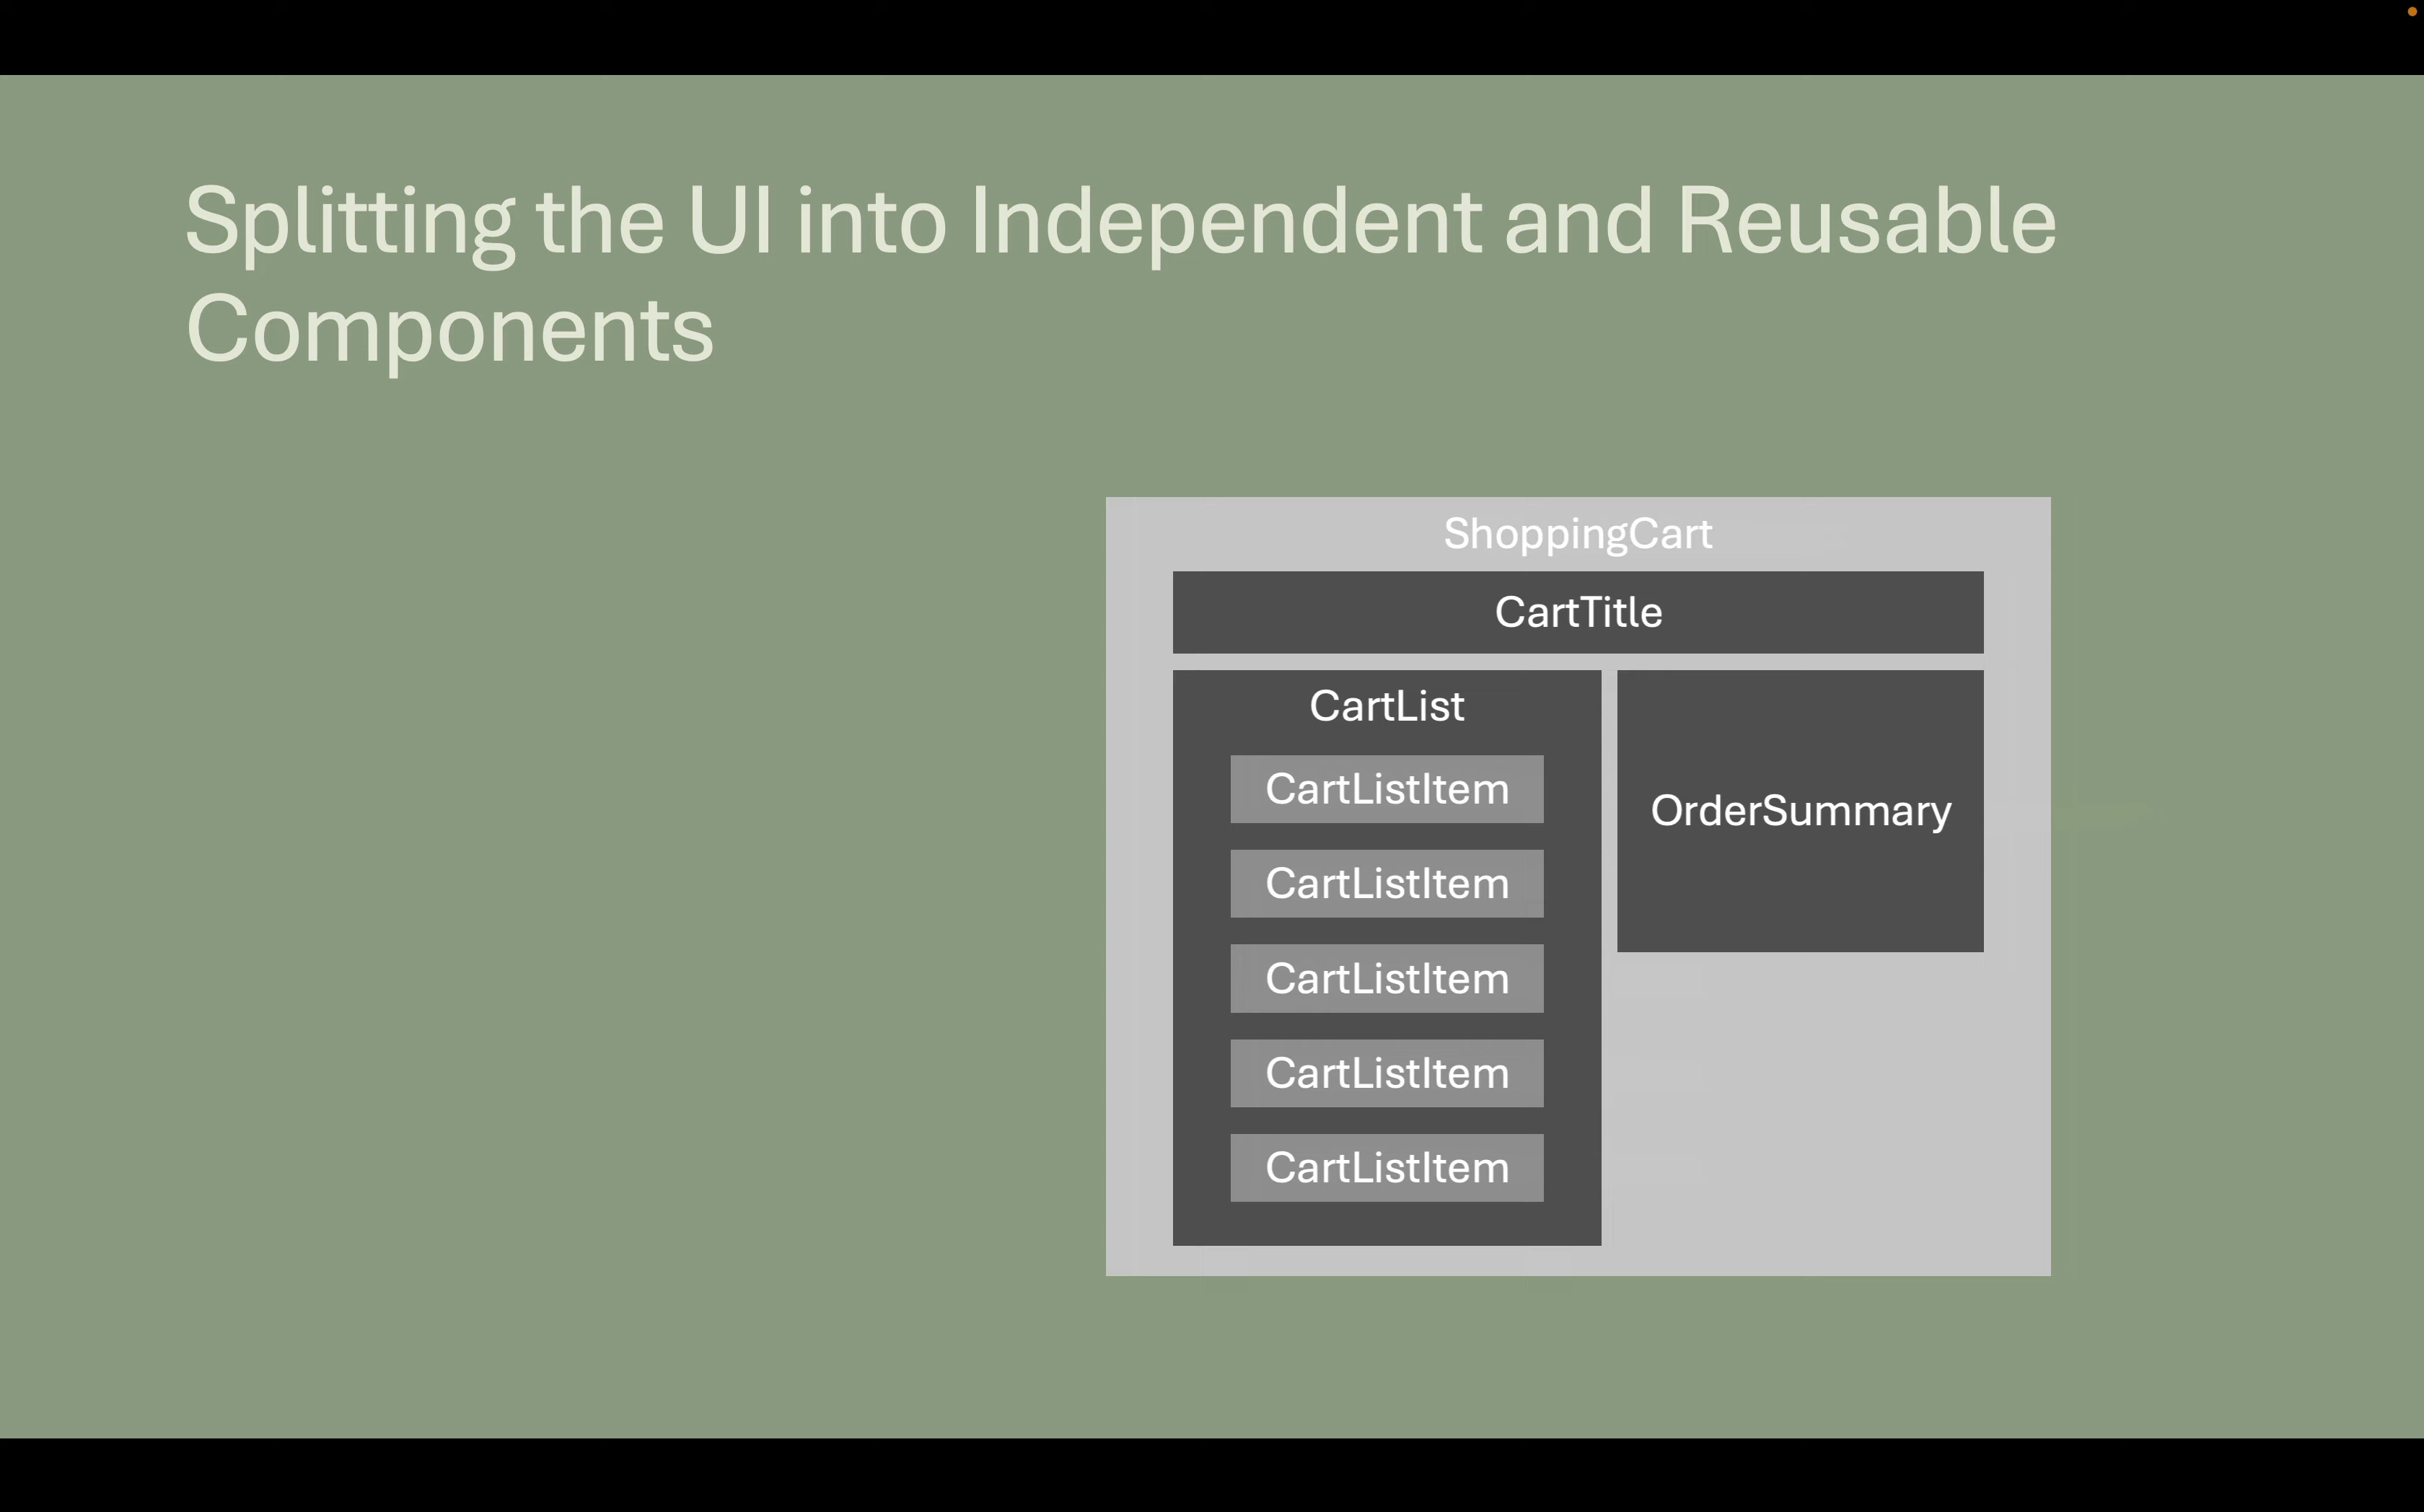 Splitting the UI into Independent and Reusable
Components
ShoppingCart
CartTitle
CartList
CartListItem
CartListItem
CartListItem
CartListItem
CartListItem
OrderSummary